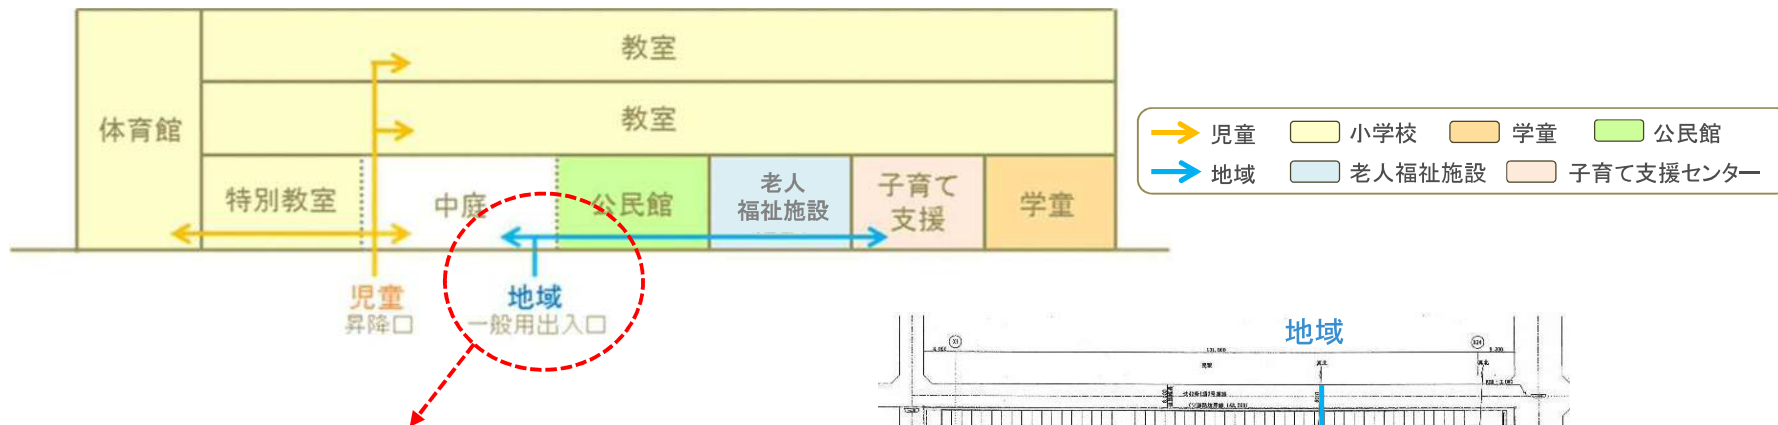 教室
教室
体育館
特別教室
中庭
公民館
老人
福祉施設
子育て
支援
学童
児童
昇降口
地域
一般用出入口
児童
小学校
学童
公民館
地域
老人福祉施設
子育て支援センター
地域
X1